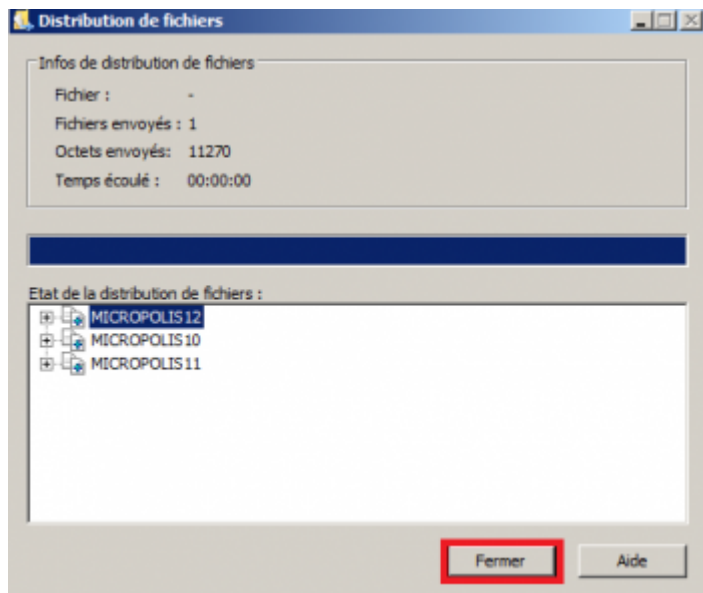 Distribution de fichiers
Infos de distribution de fichiers
Fichier : -
Fichiers envoyés : 1
Octets envoyés: 11270
Temps écoulé : 00:00:00
Etat de la distribution de fichiers :
MICROPOLIS12
MICROPOLIS10
MICROPOLIS11
Fermer Aide